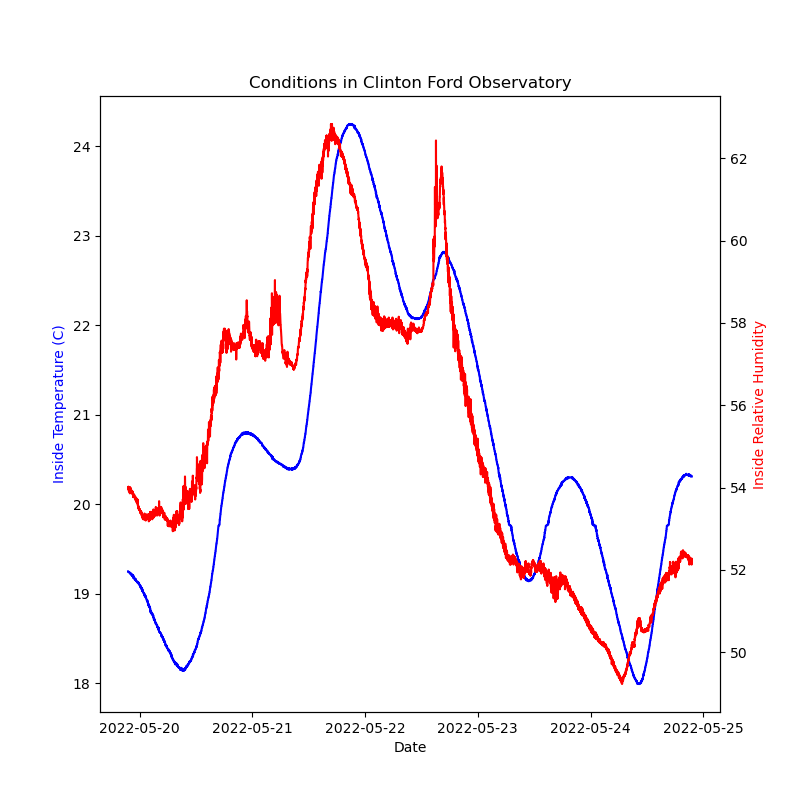 Conditions in Clinton Ford Observatory
24
23
22
21
20
19
18
Inside Temperature (C)
62
60
58
56
54
52
50
Inside Relative Humidity
2022-05-20 2022-05-21 2022-05-22 2022-05-23 2022-05-24 2022-05-25
Date